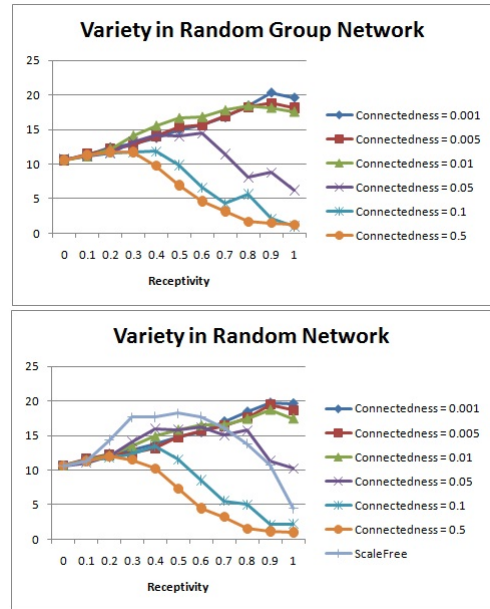 Variety in Random Group Network
25
20
15
10
5
0
0 0.1 0.2 0.3 0.4 0.5 0.6 0.7 0.8 0.9 1
Receptivity
Connectedness = 0.001
Connectedness = 0.005
Connectedness = 0.01
Connectedness = 0.05
Connectedness = 0.1
Connectedness = 0.5
Variety in Random Network
25
20
15
10
5
0
0 0.1 0.2 0.3 0.4 0.5 0.6 0.7 0.8 0.9 1
Receptivity
Connectedness = 0.001
Connectedness = 0.005
Connectedness = 0.01
Connectedness = 0.05
Connectedness = 0.1
Connectedness = 0.5
ScaleFree